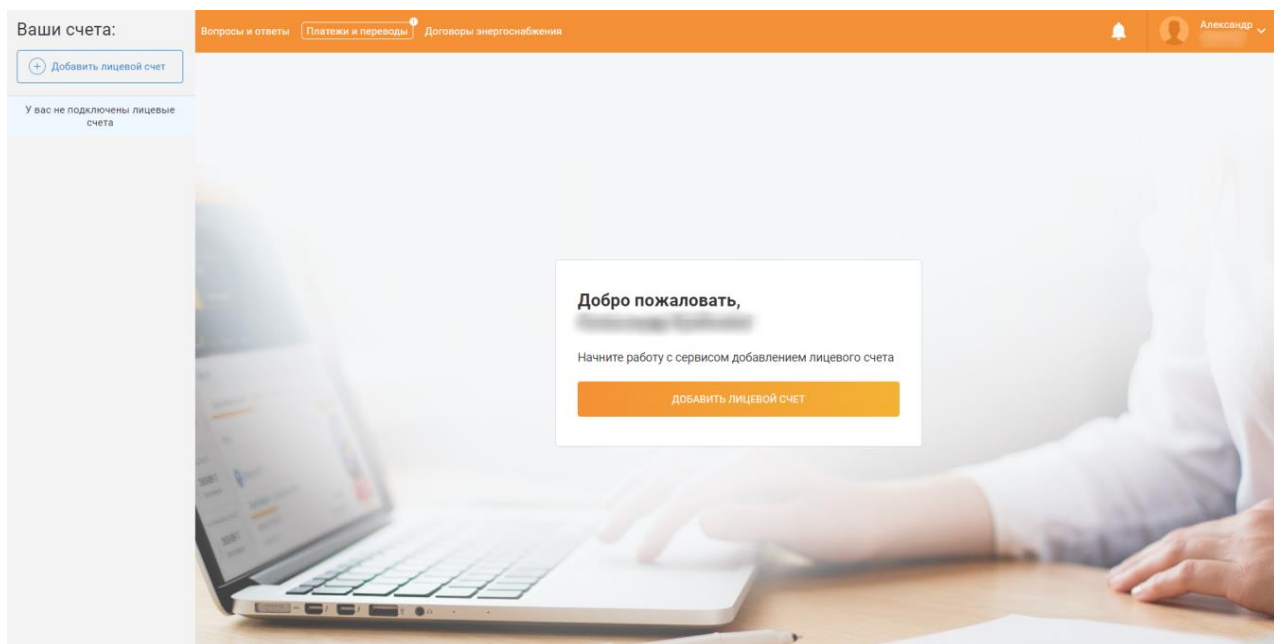 Ваши счета:
Добавить лицевой счет
У вас не подключены лицевые
счета
Вопросы и ответы
Платежи и переводы
Договоры энергоснабжения
Александр
Добро пожаловать,
Начните работу с сервисом добавлением лицевого счета
ДОБАВИТЬ ЛИЦЕВОЙ СЧЕТ